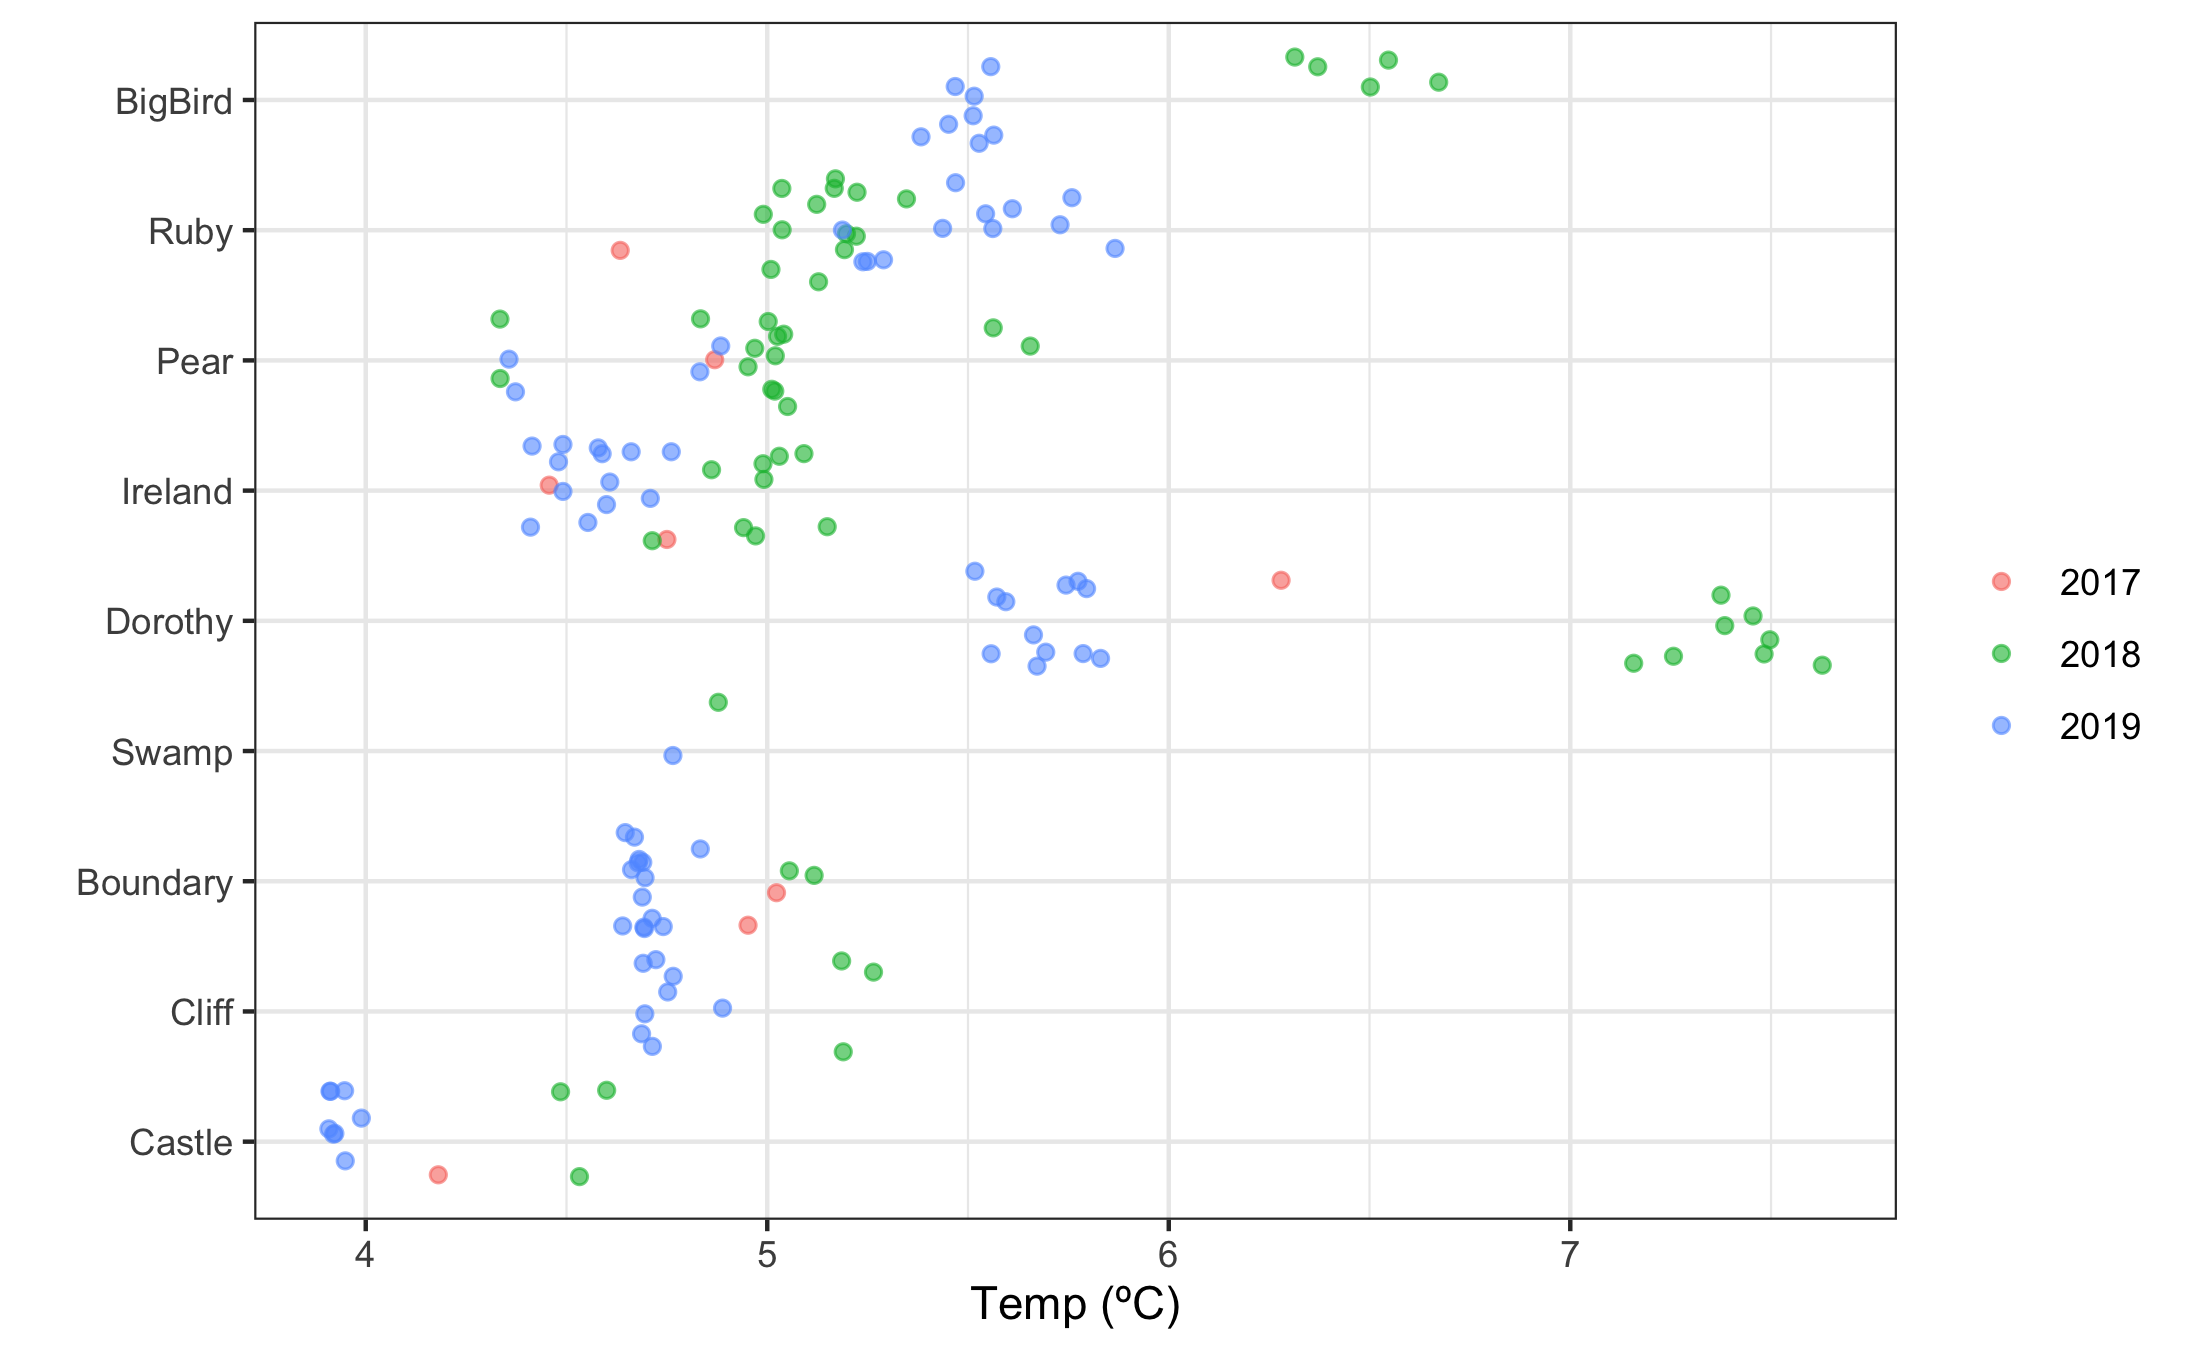 BigBird
Ruby
Pear
Ireland
Dorothy
Swamp
Boundary
Cliff
Castle
4 5 6 7
Temp (ºC)
2017
2018
2019